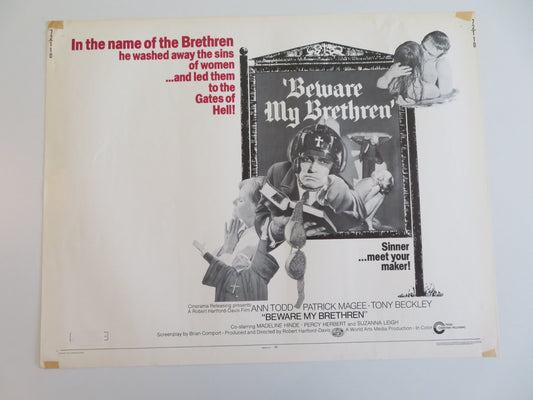 In the name of the Brethren
he washed away the sins
of women
...and led them
to the
Gates of
Hell!
'Beware
My Brethren'
Sinner
...meet your
maker!
Cinerama Releasing presents
A Robert Hartford-Davis Film
ANN TODD · PATRICK MAGEE · TONY BECKLEY
"BEWARE MY BRETHREN"
Co-starring MADELINE HINDE · PERCY HERBERT and SUZANNA LEIGH
Screenplay by Brian Comport · Produced and Directed by Robert Hartford-Davis · A World Arts Media Production · In Color